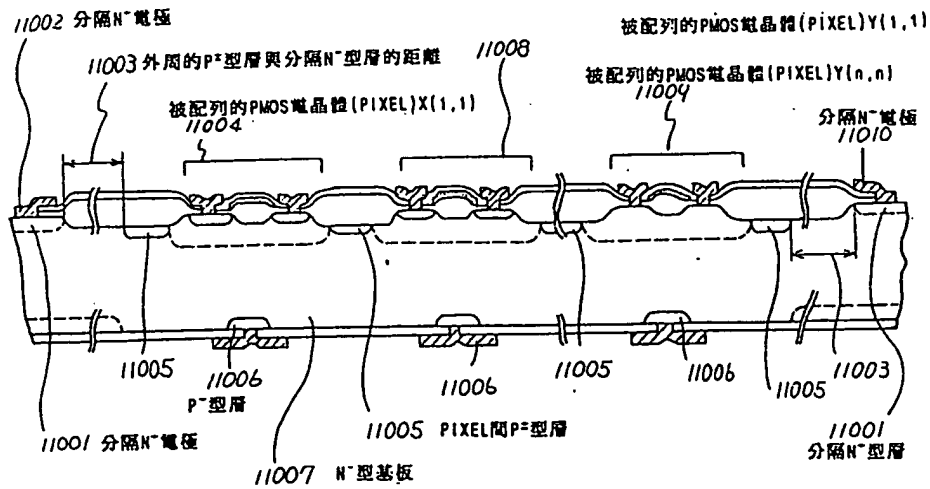 11002 分隔N⁻電極
11003 外周的P±型層與分隔N⁻型層的距離
被配列的PMOS電晶體(PIXEL)X(1,1)
11004
11008
被配列的PMOS電晶體(PIXEL)Y(1,1)
被配列的PMOS電晶體(PIXEL)Y(n,n)
11009
分隔N⁻電極
11010
11005
11006
P⁻型層
11006
11005
11006
11003
11005
11001 分隔N⁻電極
11007 N⁻型基板
11005 PIXEL間P±型層
11001
分隔N⁻型層